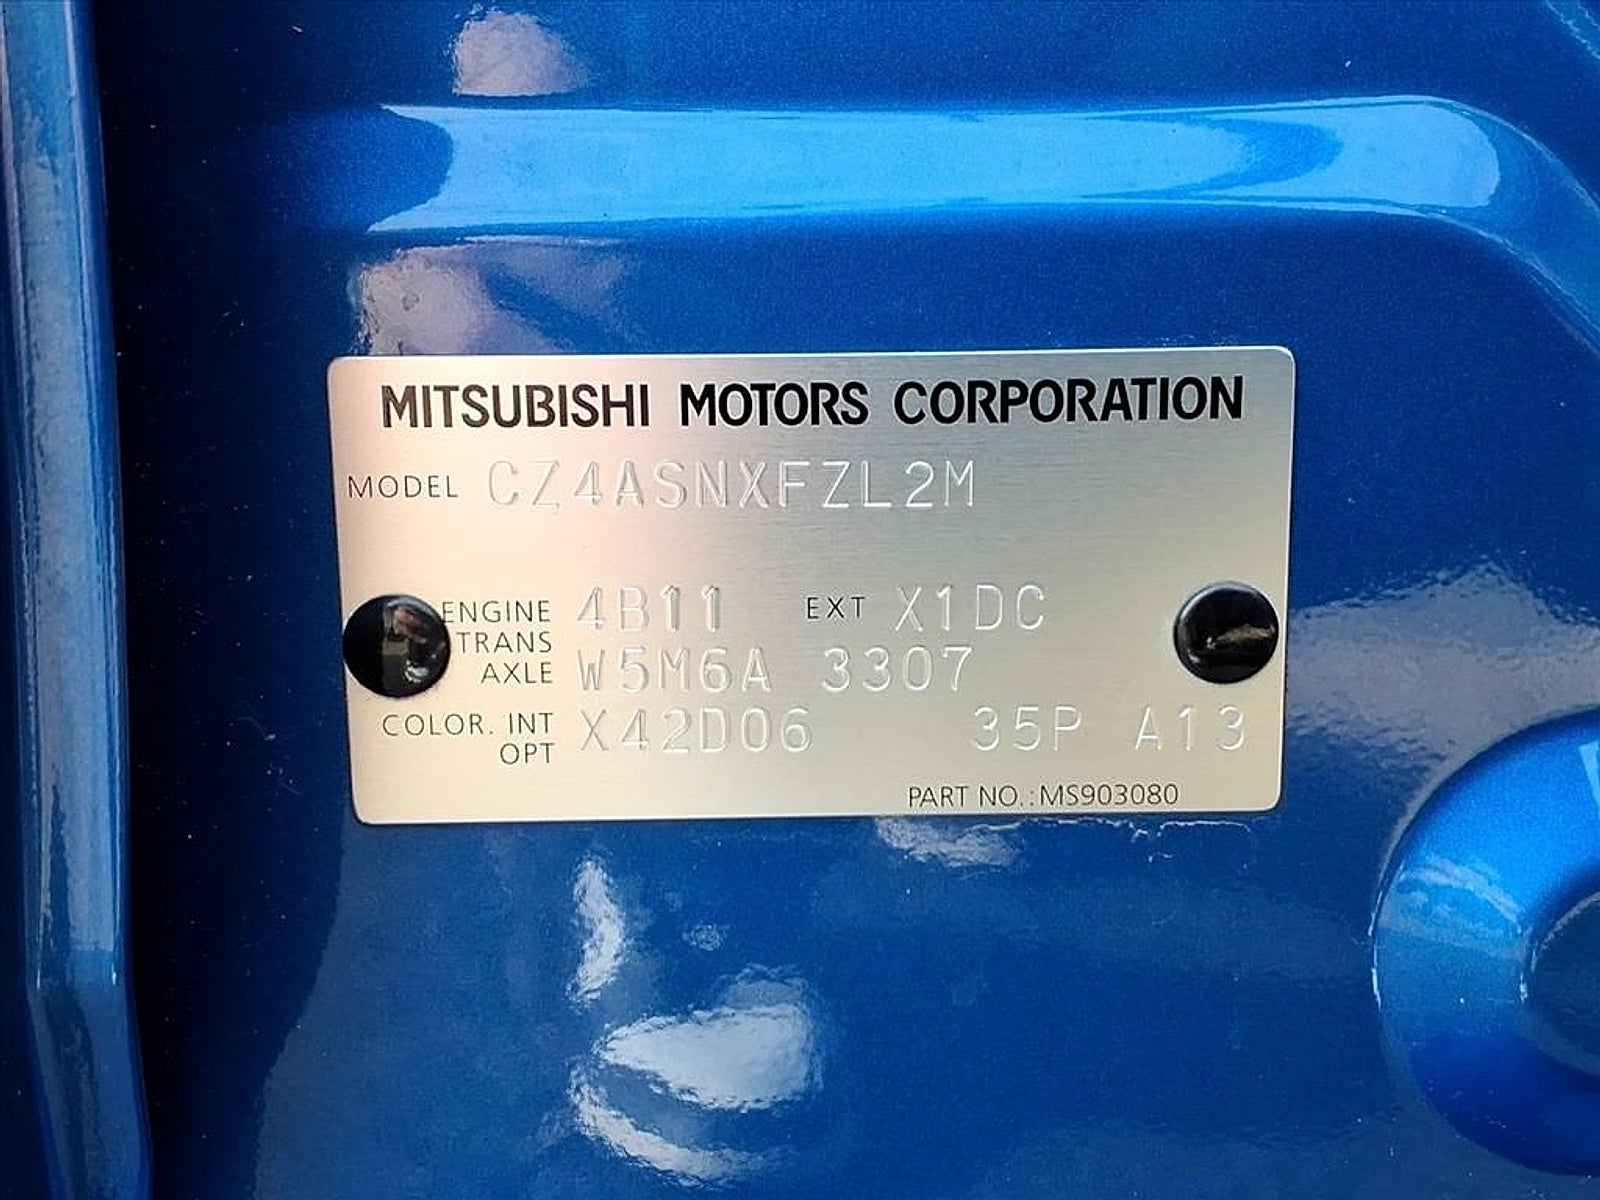 MITSUBISHI MOTORS CORPORATION
MODEL CZ4ASNXFZL2M
ENGINE 4B11 EXT X1DC
TRANS
AXLE W5M6A 3307
COLOR. INT X42D06 35P A13
OPT
PART NO.:MS903080